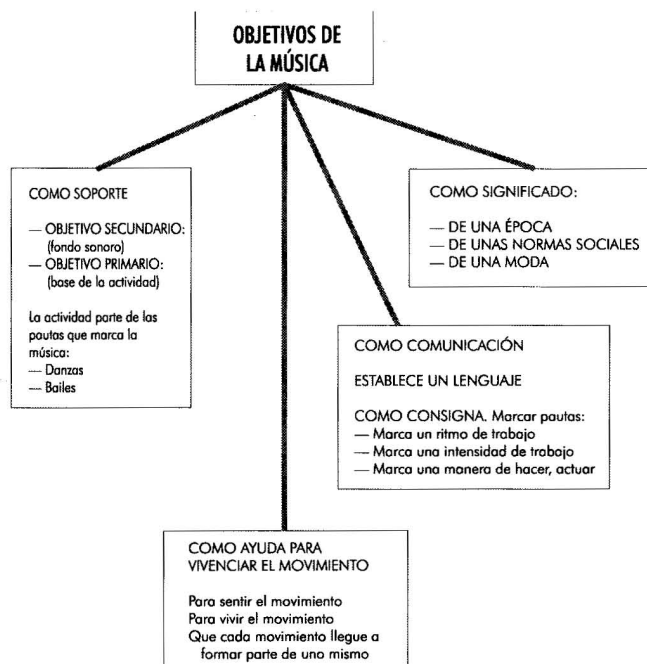 OBJETIVOS DE
LA MÚSICA
COMO SOPORTE
— OBJETIVO SECUNDARIO:
(fondo sonoro)
— OBJETIVO PRIMARIO:
(base de la actividad)
La actividad parte de las
pautas que marca la
música:
— Danzas
— Bailes
COMO SIGNIFICADO:
— DE UNA ÉPOCA
— DE UNAS NORMAS SOCIALES
— DE UNA MODA
COMO COMUNICACIÓN
ESTABLECE UN LENGUAJE
COMO CONSIGNA. Marcar pautas:
— Marca un ritmo de trabajo
— Marca una intensidad de trabajo
— Marca una manera de hacer, actuar
COMO AYUDA PARA
VIVENCIAR EL MOVIMIENTO
Para sentir el movimiento
Para vivir el movimiento
Que cada movimiento llegue a
formar parte de uno mismo